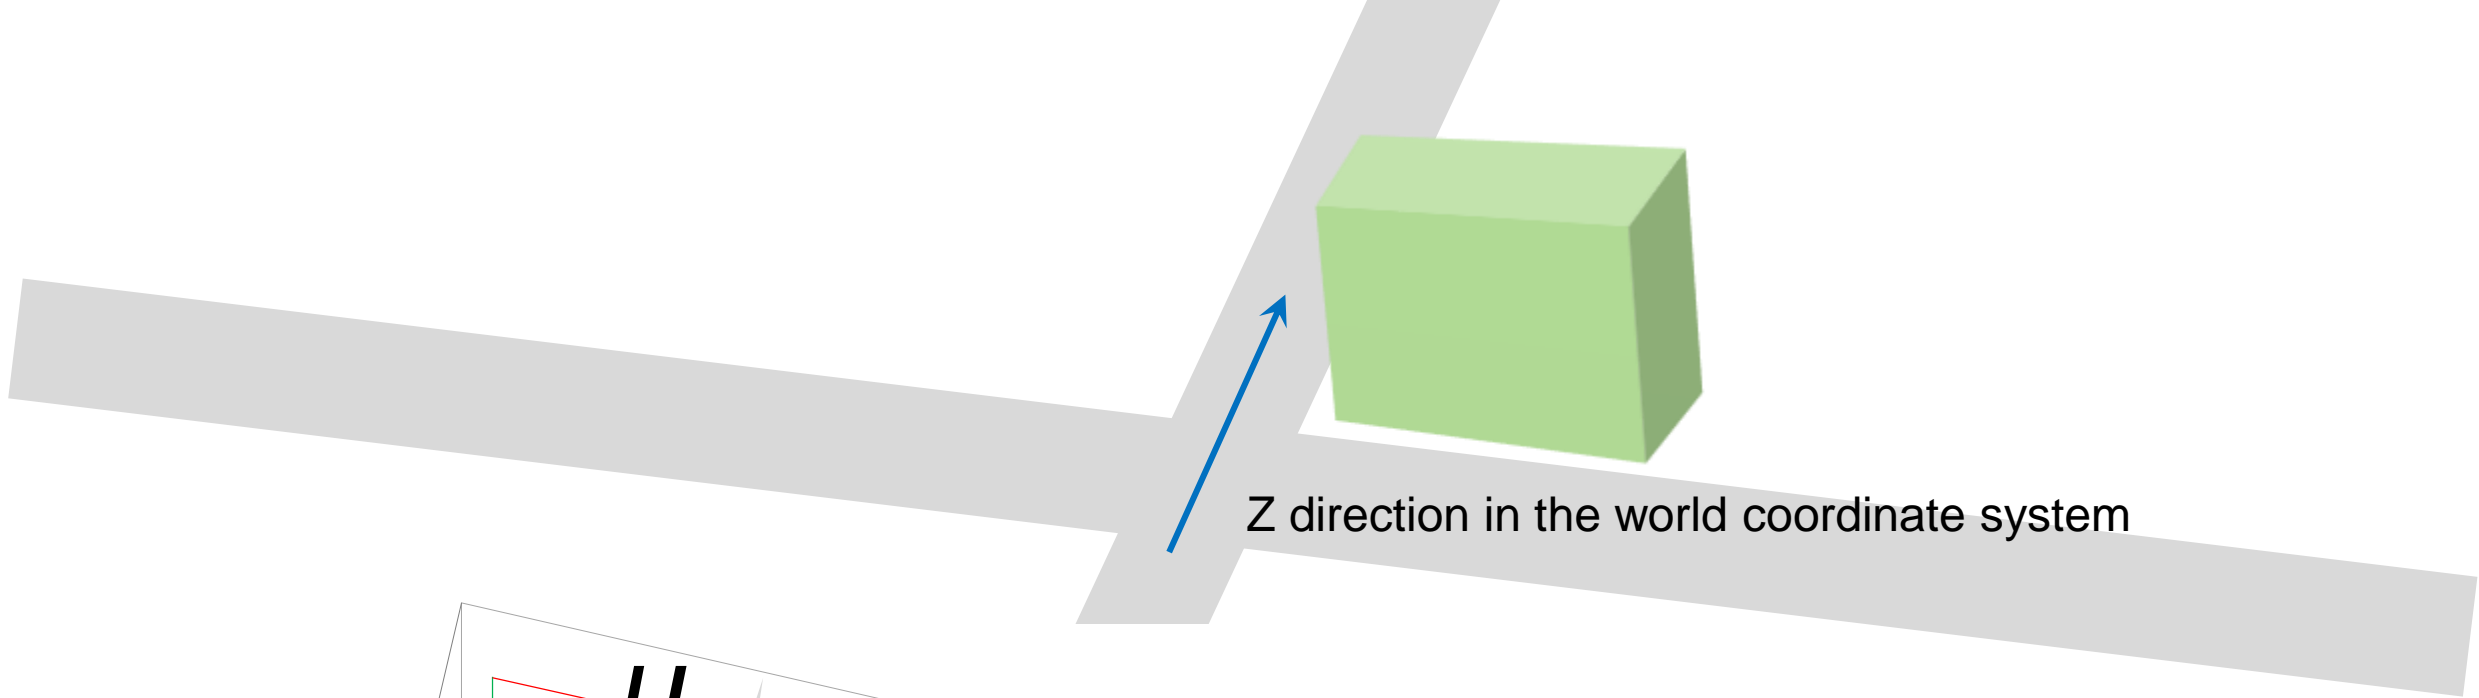 Z direction in the world coordinate system